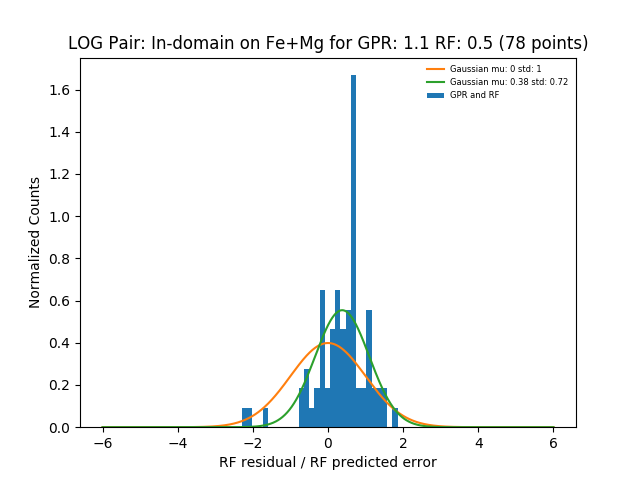 LOG Pair: In-domain on Fe+Mg for GPR: 1.1 RF: 0.5 (78 points)
Gaussian mu: 0 std: 1
Gaussian mu: 0.38 std: 0.72
GPR and RF
Normalized Counts
1.6
1.4
1.2
1.0
0.8
0.6
0.4
0.2
0.0
−6 −4 −2 0 2 4 6
RF residual / RF predicted error